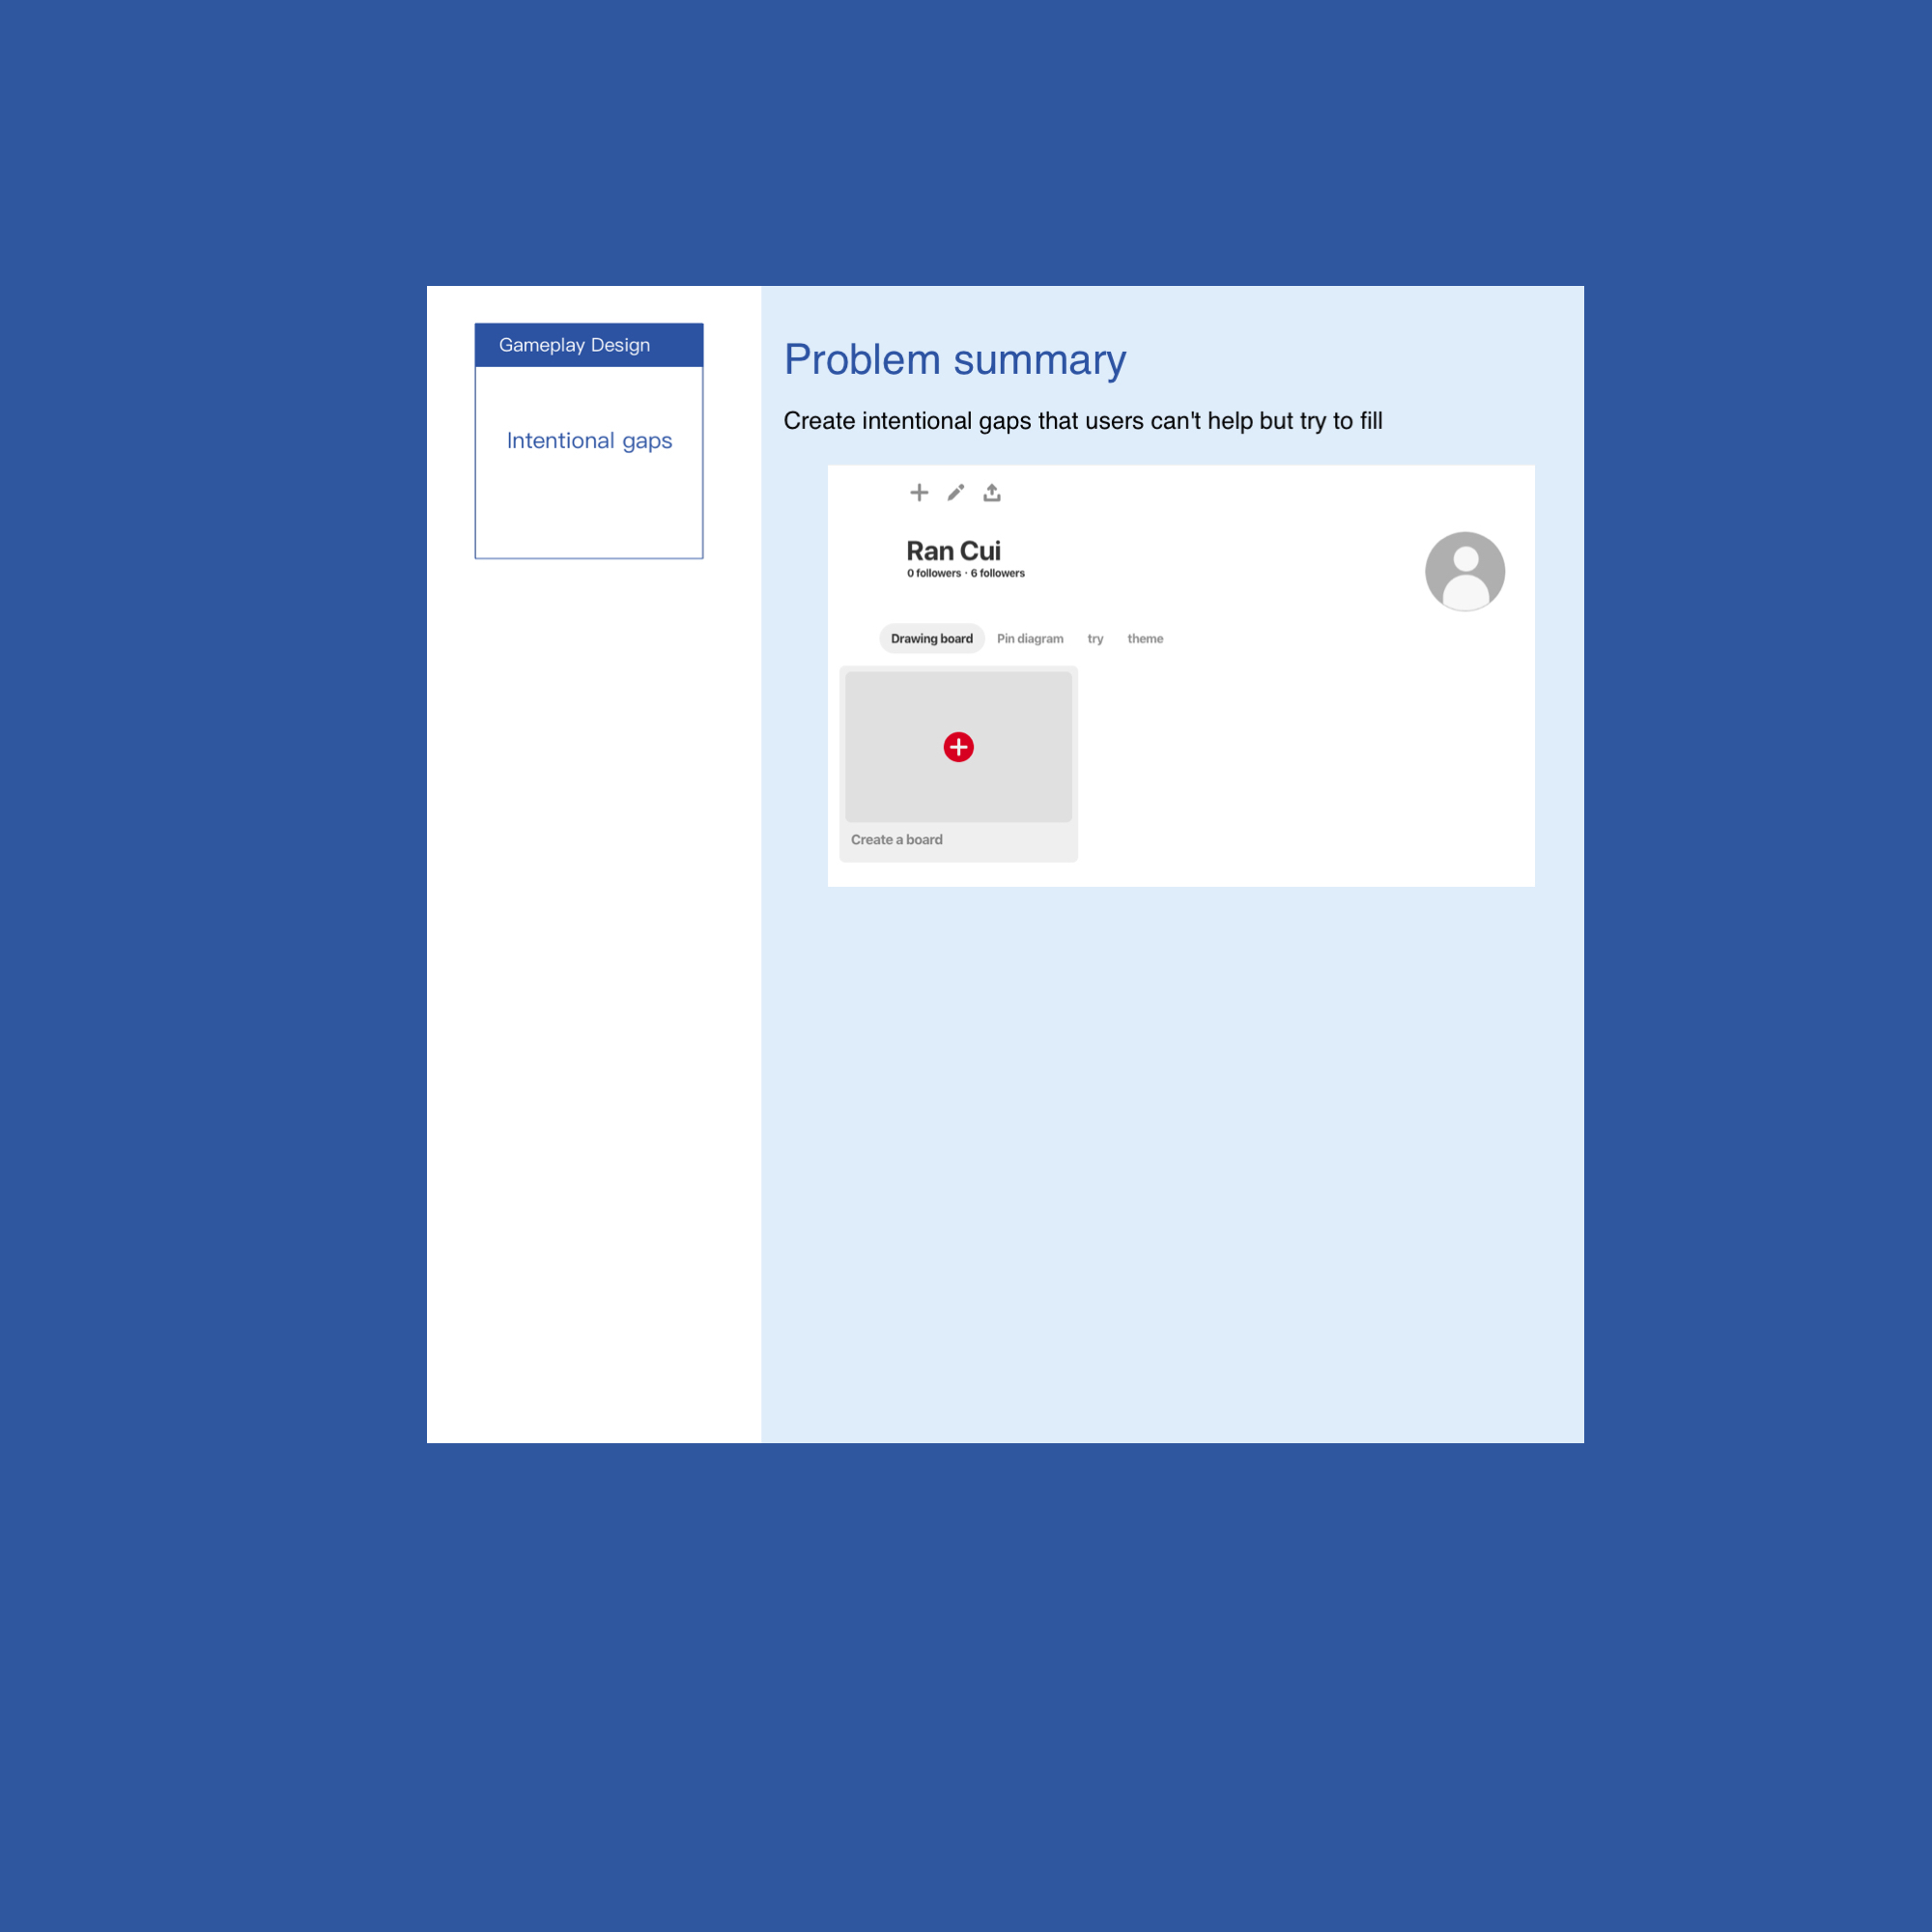 Gameplay Design
Intentional gaps
Problem summary
Create intentional gaps that users can't help but try to fill
Ran Cui
0 followers · 6 followers
Drawing board Pin diagram try theme
Create a board